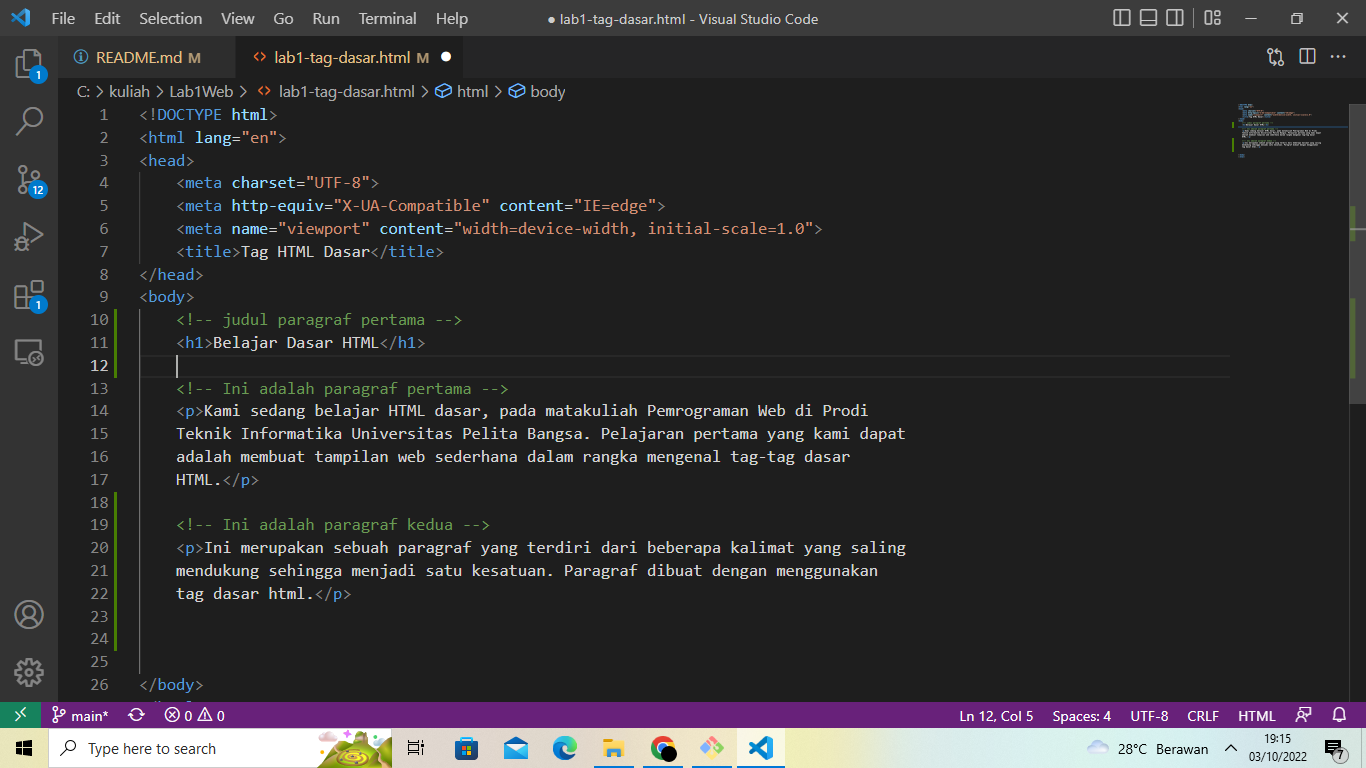 File Edit Selection View Go Run Terminal Help ● lab1-tag-dasar.html - Visual Studio Code
README.md M lab1-tag-dasar.html M ●
C: > kuliah > Lab1Web > <> lab1-tag-dasar.html > html > body
1 <!DOCTYPE html>
2 <html lang="en">
3 <head>
4 <meta charset="UTF-8">
5 <meta http-equiv="X-UA-Compatible" content="IE=edge">
6 <meta name="viewport" content="width=device-width, initial-scale=1.0">
7 <title>Tag HTML Dasar</title>
8 </head>
9 <body>
10 <!-- judul paragraf pertama -->
11 <h1>Belajar Dasar HTML</h1>
12
13 <!-- Ini adalah paragraf pertama -->
14 <p>Kami sedang belajar HTML dasar, pada matakuliah Pemrograman Web di Prodi
15 Teknik Informatika Universitas Pelita Bangsa. Pelajaran pertama yang kami dapat
16 adalah membuat tampilan web sederhana dalam rangka mengenal tag-tag dasar
17 HTML.</p>
18
19 <!-- Ini adalah paragraf kedua -->
20 <p>Ini merupakan sebuah paragraf yang terdiri dari beberapa kalimat yang saling
21 mendukung sehingga menjadi satu kesatuan. Paragraf dibuat dengan menggunakan
22 tag dasar html.</p>
23
24
25
26 </body>
1
12
1
main* 0 0 Ln 12, Col 5 Spaces: 4 UTF-8 CRLF HTML
Type here to search 28°C Berawan 19:15
03/10/2022 7